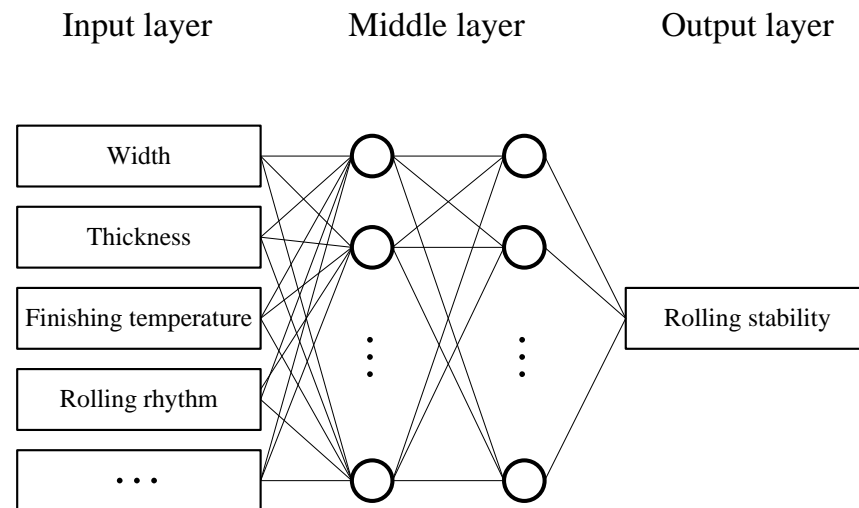 Input layer
Middle layer
Output layer
Width
Thickness
Finishing temperature
Rolling rhythm
...
Rolling stability